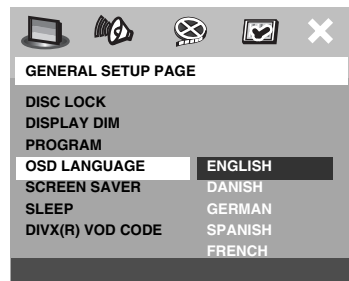 GENERAL SETUP PAGE
DISC LOCK
DISPLAY DIM
PROGRAM
OSD LANGUAGE ENGLISH
SCREEN SAVER DANISH
SLEEP GERMAN
DIVX(R) VOD CODE SPANISH
FRENCH